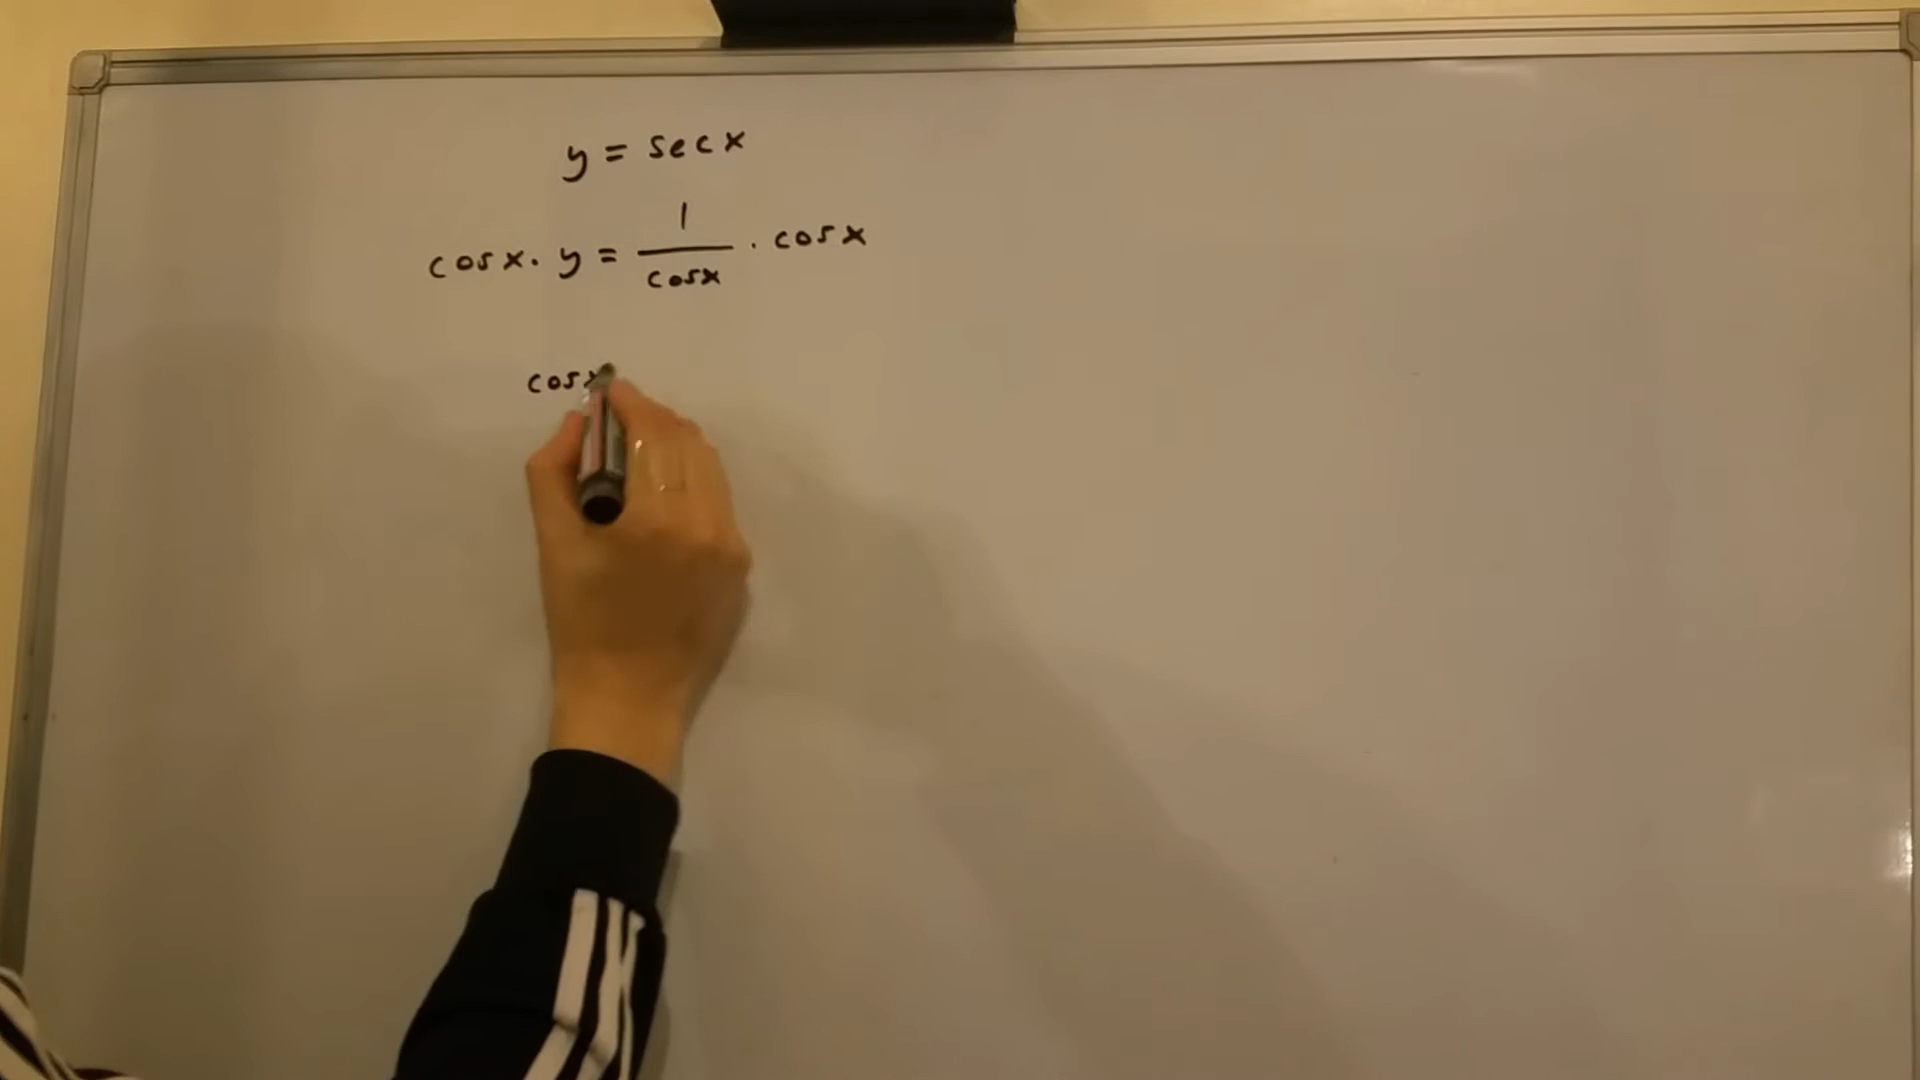 y = sec x
cos x · y = 1/cos x · cos x
cos x